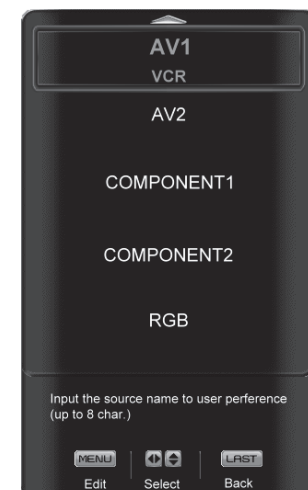 AV1
VCR
AV2
COMPONENT1
COMPONENT2
RGB
Input the source name to user perference
(up to 8 char.)
MENU LAST
Edit Select Back